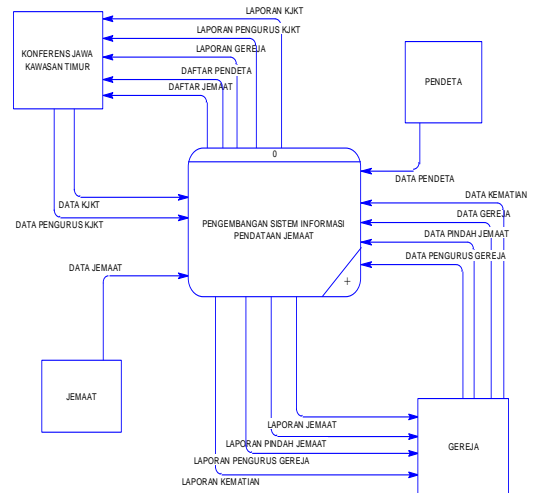 LAPORAN KJKT
LAPORAN PENGURUS KJKT
LAPORAN GEREJA
DAFTAR PENDETA
DAFTAR JEMAAT
KONFERENS JAWA
KAWASAN TIMUR
PENDETA
0
DATA PENDETA
DATA KJKT
DATA PENGURUS KJKT
PENGEMBANGAN SISTEM INFORMASI
PENDATAAN JEMAAT
+
DATA KEMATIAN
DATA GEREJA
DATA PINDAH JEMAAT
DATA PENGURUS GEREJA
DATA JEMAAT
JEMAAT
LAPORAN JEMAAT
LAPORAN PINDAH JEMAAT
LAPORAN PENGURUS GEREJA
LAPORAN KEMATIAN
GEREJA